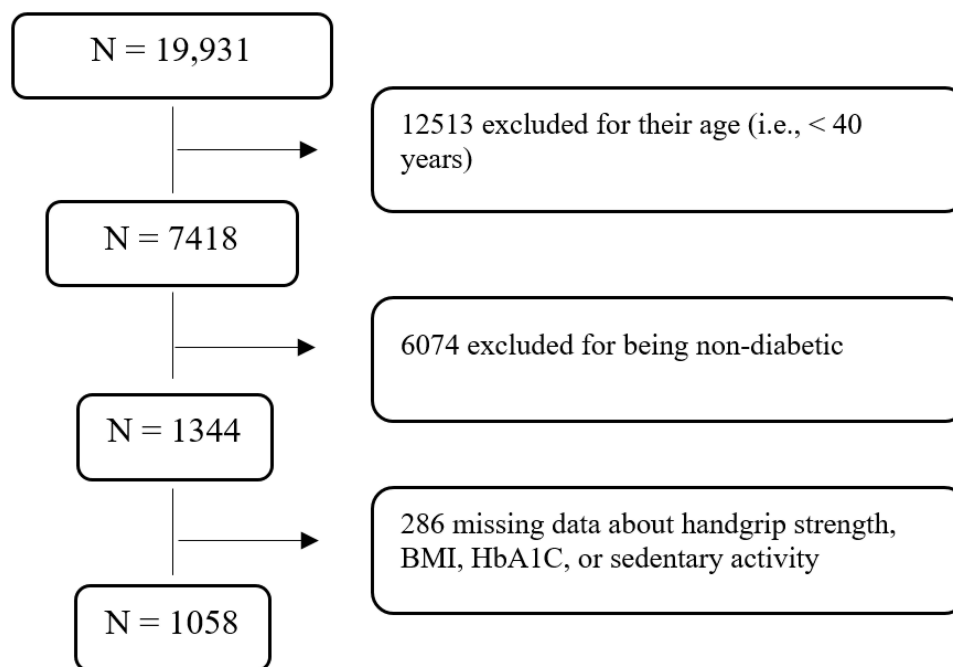 N = 19,931
12513 excluded for their age (i.e., < 40
years)
N = 7418
6074 excluded for being non-diabetic
N = 1344
286 missing data about handgrip strength,
BMI, HbA1C, or sedentary activity
N = 1058